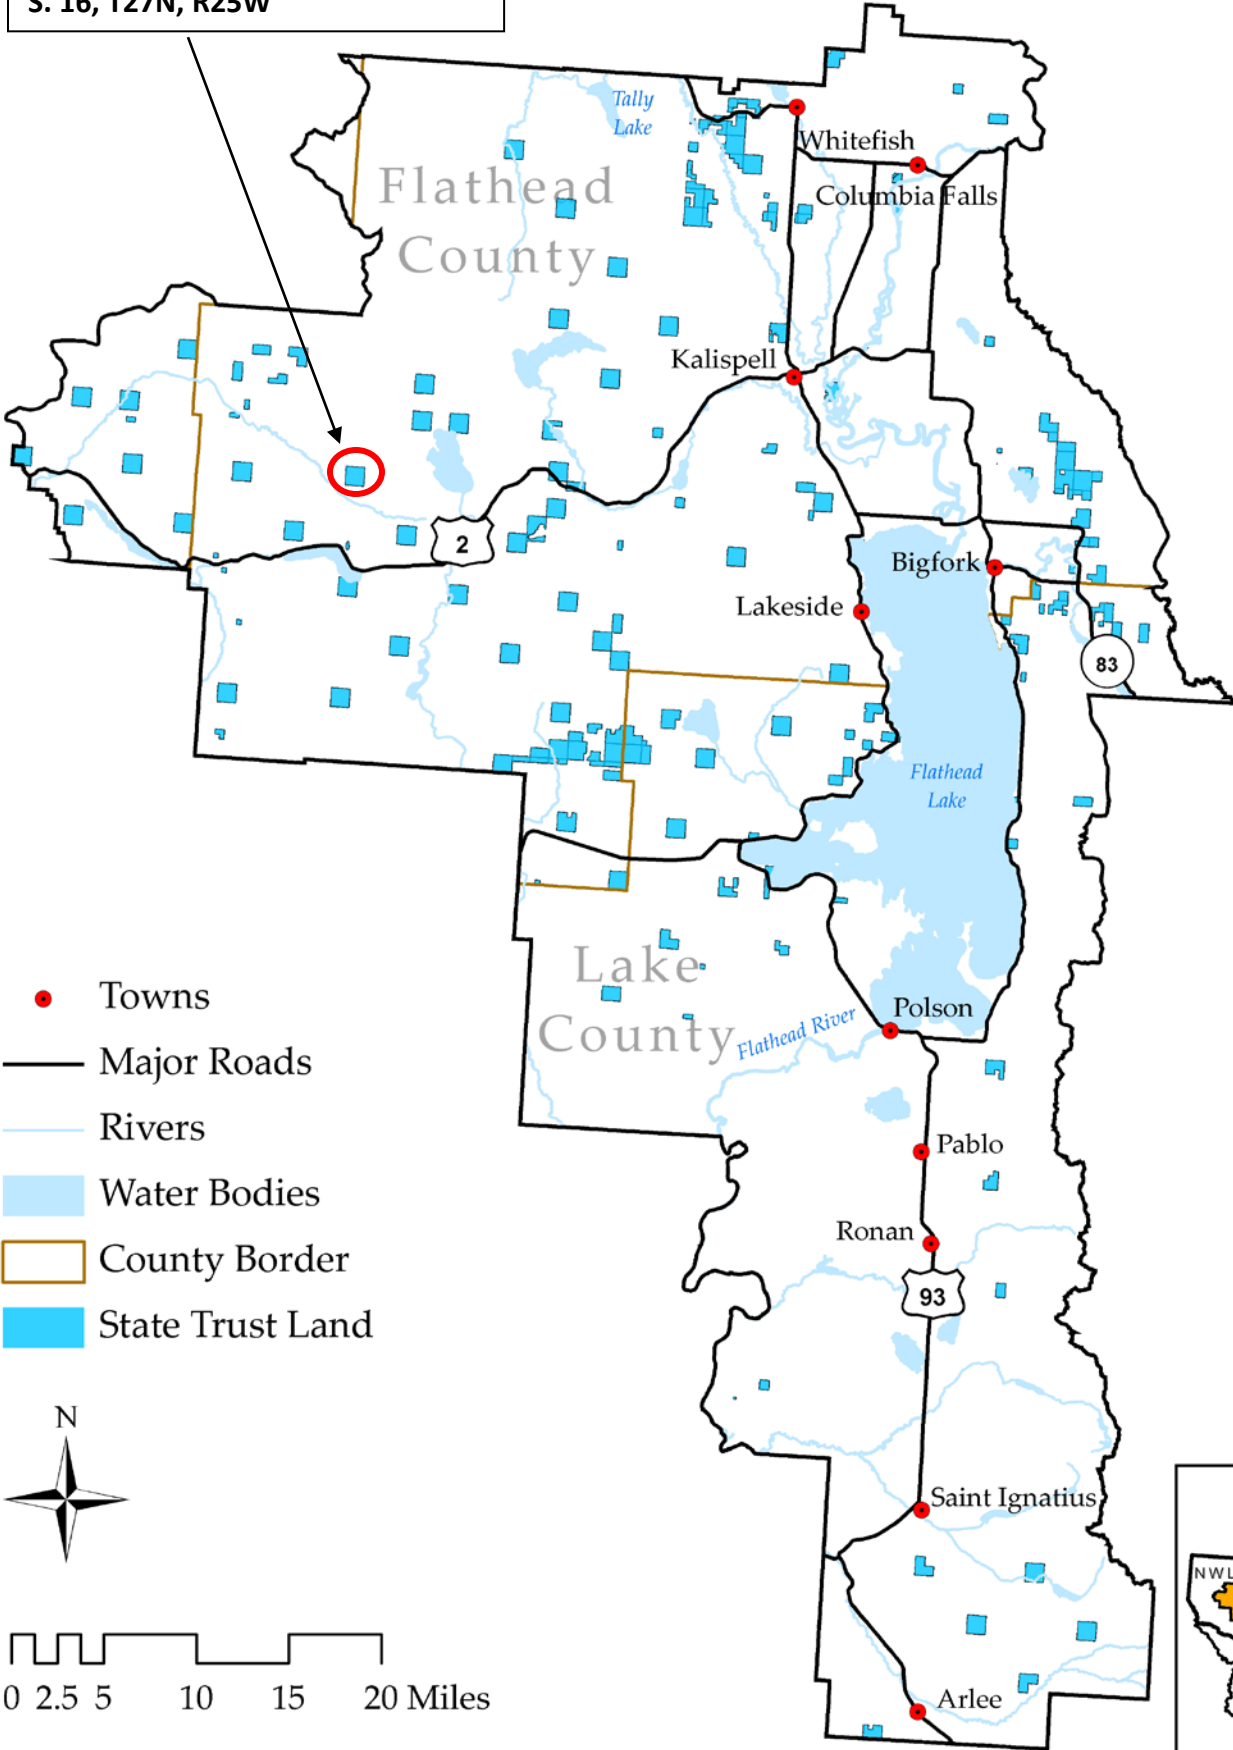 S. 16, T27N, R25W
Tally
Lake
Whitefish
Flathead
County
Columbia Falls
Kalispell
2
Bigfork
Lakeside
83
Flathead
Lake
Lake
County
Polson
Flathead River
Towns
Major Roads
Rivers
Water Bodies
County Border
State Trust Land
Pablo
Ronan
93
N
Saint Ignatius
NWL
0 2.5 5 10 15 20 Miles
Arlee